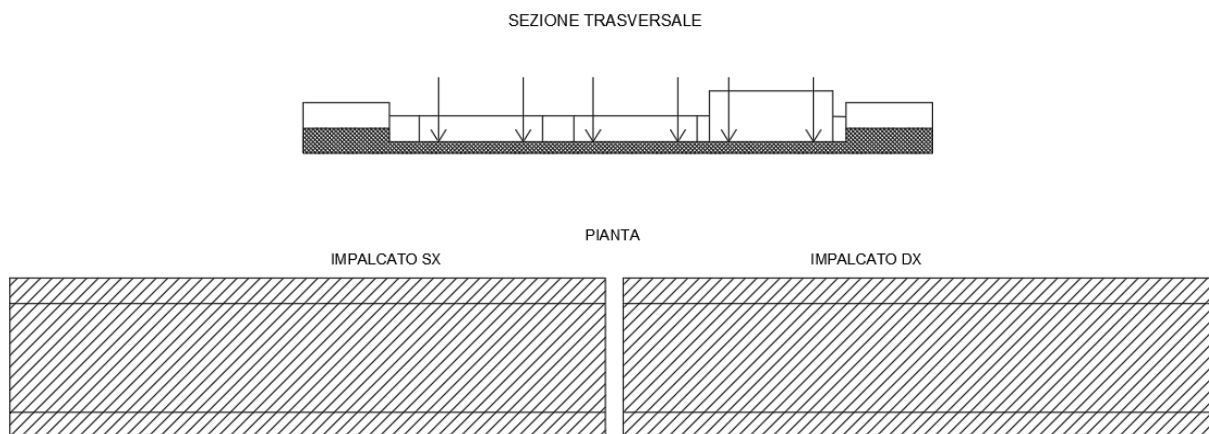 SEZIONE TRASVERSALE
PIANTA
IMPALCATO SX
IMPALCATO DX